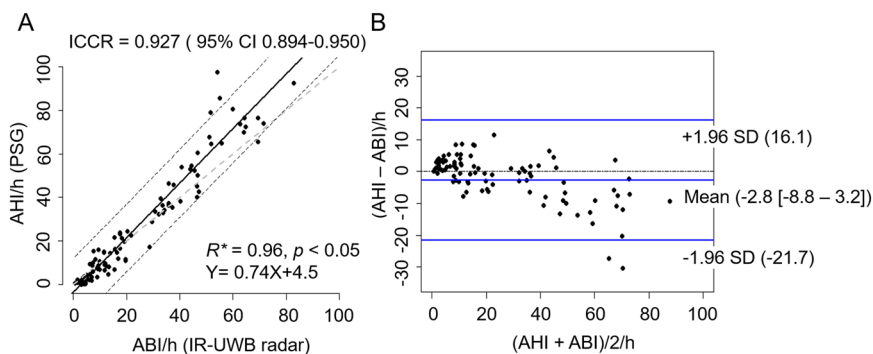 A
ICCR = 0.927 ( 95% CI 0.894-0.950)
AHI/h (PSG)
100
80
60
40
20
0
R* = 0.96, p < 0.05
Y= 0.74X+4.5
0 20 40 60 80 100
ABI/h (IR-UWB radar)
B
(AHI – ABI)/h
30
20
10
0
-10
-20
-30
+1.96 SD (16.1)
Mean (-2.8 [-8.8 – 3.2])
-1.96 SD (-21.7)
0 20 40 60 80 100
(AHI + ABI)/2/h